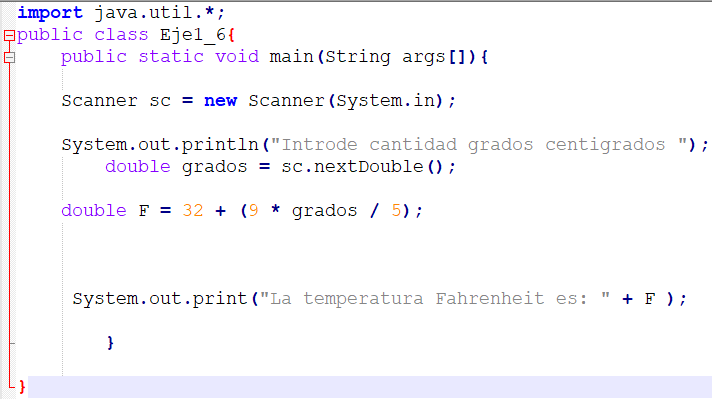 import java.util.*;
public class Eje1_6{
public static void main(String args[]){
Scanner sc = new Scanner(System.in);
System.out.println("Introde cantidad grados centigrados ");
double grados = sc.nextDouble();
double F = 32 + (9 * grados / 5);
System.out.print("La temperatura Fahrenheit es: " + F );
}
}